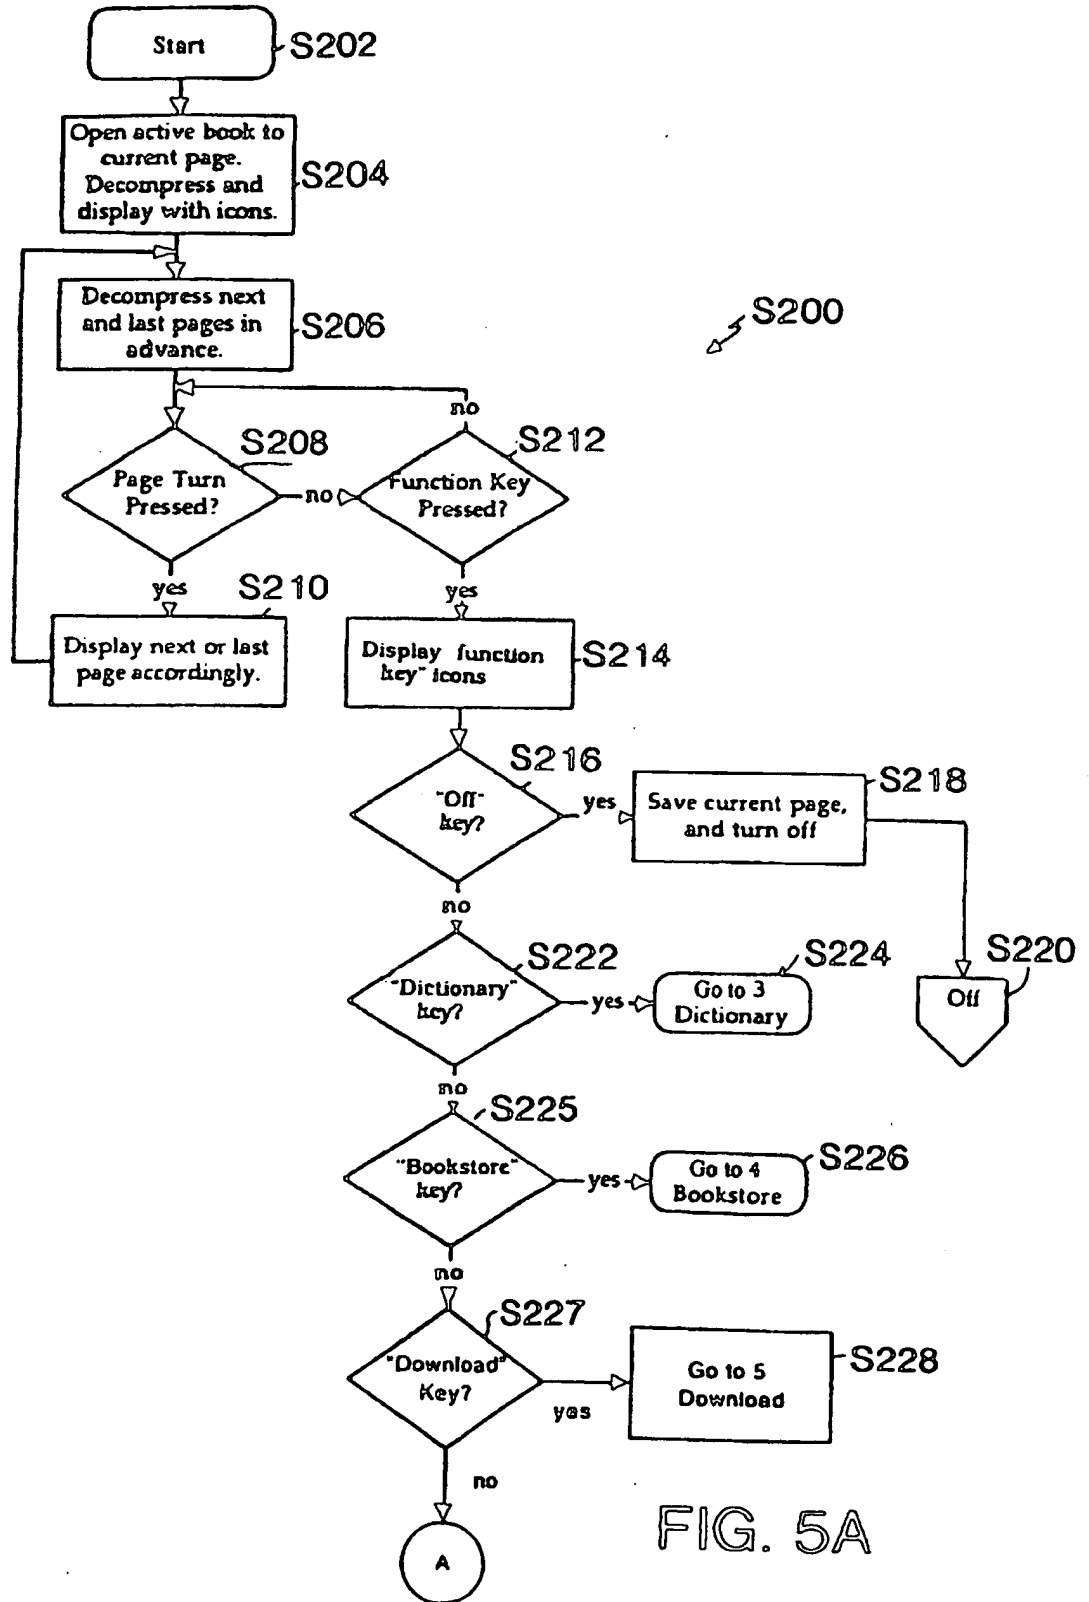 Start
S202
Open active book to
current page.
Decompress and
display with icons.
S204
Decompress next
and last pages in
advance.
S206
S200
no
Page Turn
Pressed?
S208
no
Function Key
Pressed?
S212
yes
yes
S210
Display next or last
page accordingly.
Display function
key" icons
S214
"Off"
key?
S216
yes
Save current page,
and turn off
S218
no
"Dictionary"
key?
S222
yes
Go to 3
Dictionary
S224
Off
S220
no
"Bookstore"
key?
S225
yes
Go to 4
Bookstore
S226
no
"Download"
Key?
S227
yes
Go to 5
Download
S228
no
A
FIG. 5A